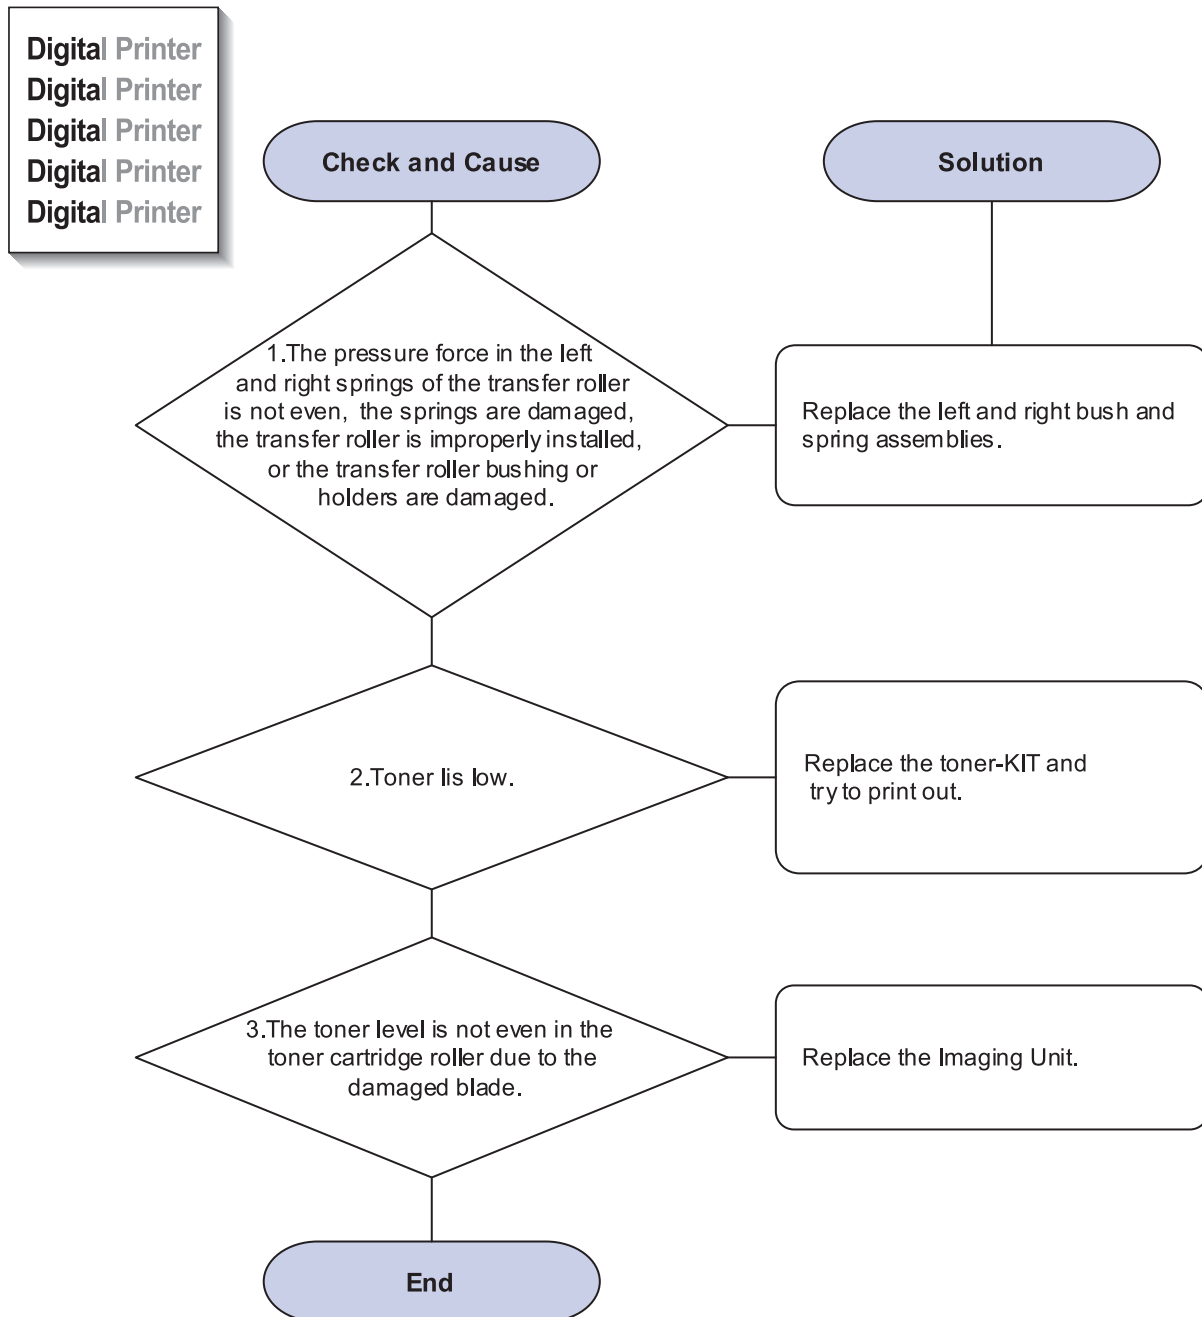 Digital Printer
Digital Printer
Digital Printer
Digital Printer
Digital Printer
Check and Cause
Solution
1.The pressure force in the left
and right springs of the transfer roller
is not even, the springs are damaged,
the transfer roller is improperly installed,
or the transfer roller bushing or
holders are damaged.
Replace the left and right bush and
spring assemblies.
2.Toner lis low.
Replace the toner-KIT and
try to print out.
3.The toner level is not even in the
toner cartridge roller due to the
damaged blade.
Replace the Imaging Unit.
End